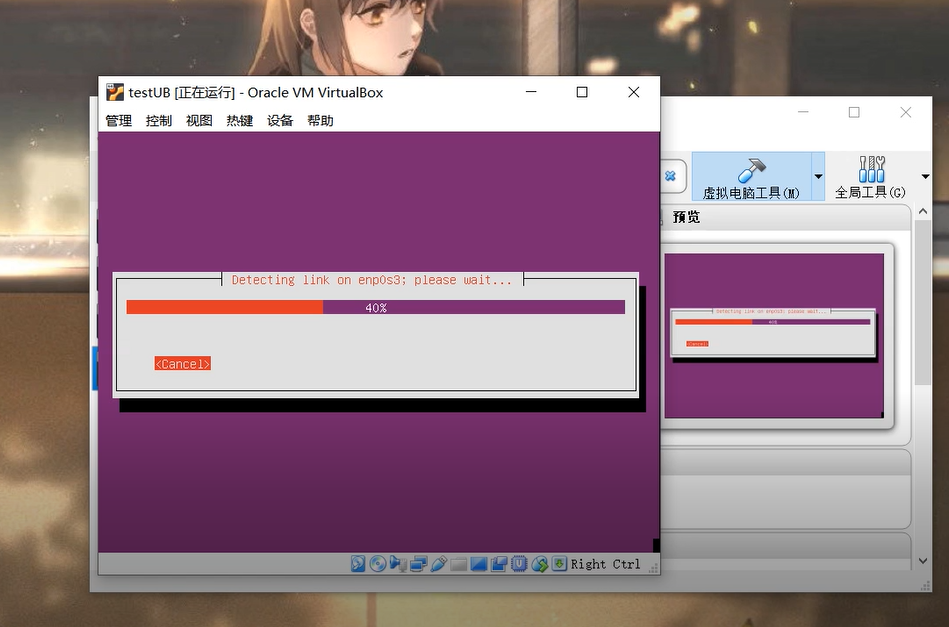 testUB [正在运行] - Oracle VM VirtualBox
管理 控制 视图 热键 设备 帮助
虚拟电脑工具(M) 全局工具(G)
预览
Detecting link on enp0s3; please wait...
40%
<Cancel>
Detecting link on enp0s3; please wait...
40%
<Cancel>
Right Ctrl